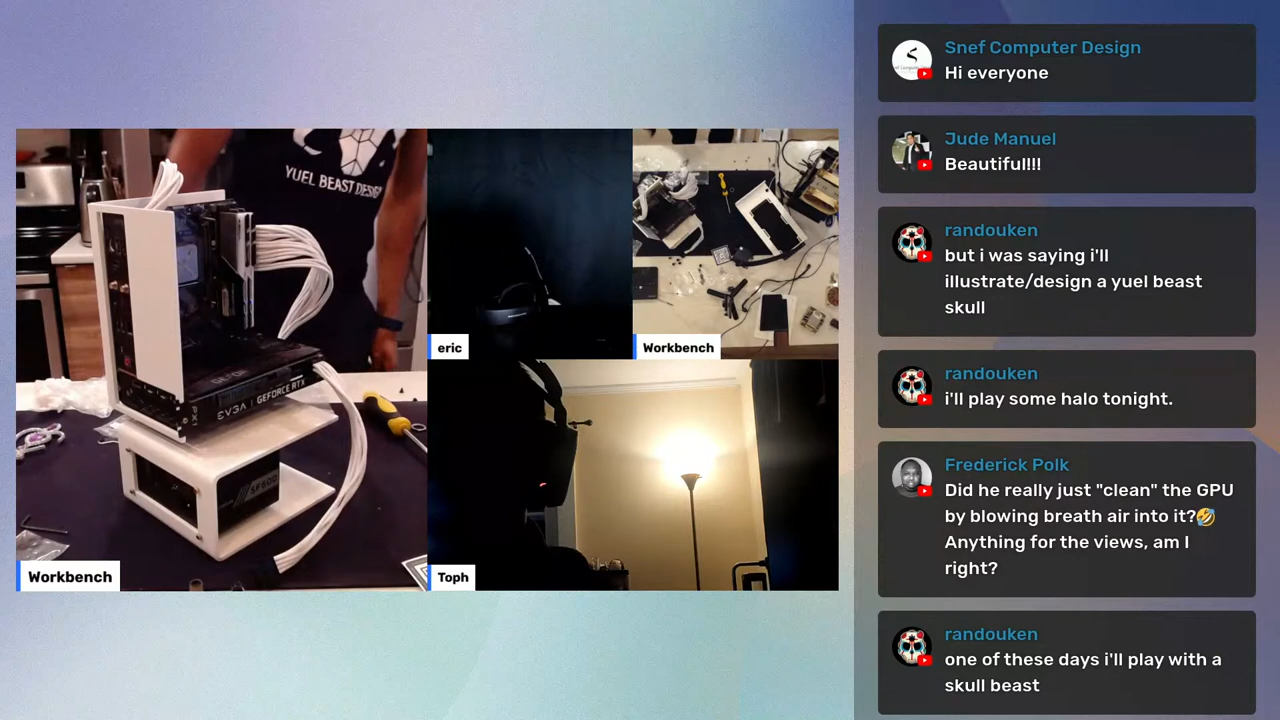 YUEL BEAST DESIGN
EVGA | GEFORCE RTX
SF600
Workbench
eric
Workbench
Toph
Snef Computer Design
Hi everyone
Jude Manuel
Beautiful!!!
randouken
but i was saying i'll
illustrate/design a yuel beast
skull
randouken
i'll play some halo tonight.
Frederick Polk
Did he really just "clean" the GPU
by blowing breath air into it?🤣
Anything for the views, am I
right?
randouken
one of these days i'll play with a
skull beast